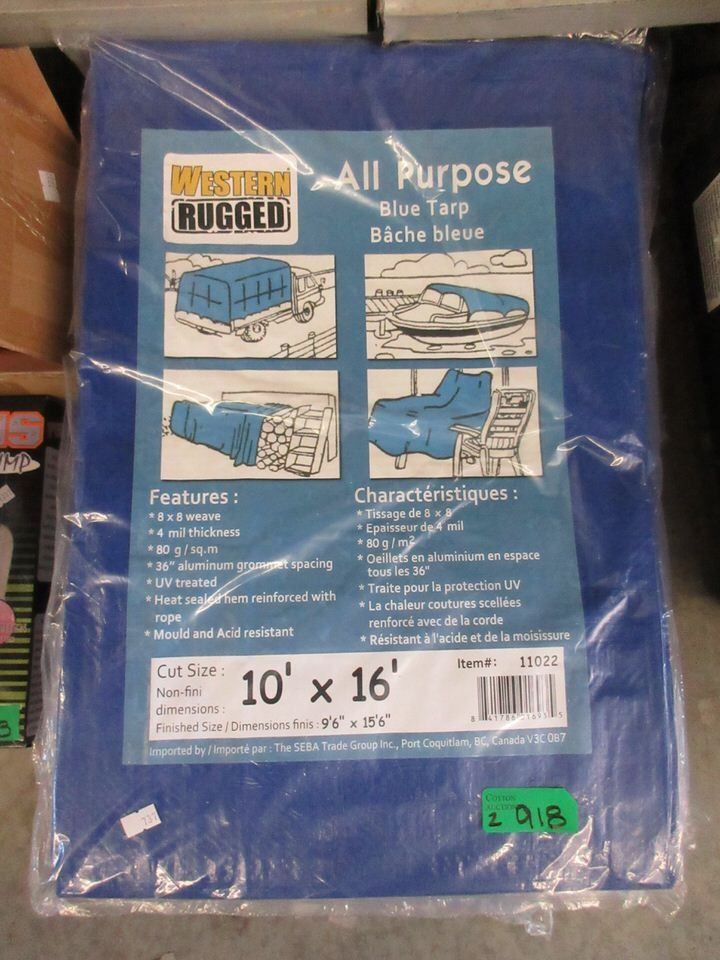 WESTERN
RUGGED
All Purpose
Blue Tarp
Bâche bleue
Features :
* 8 x 8 weave
* 4 mil thickness
* 80 g / sq.m
* 36" aluminum grommet spacing
* UV treated
* Heat sealed hem reinforced with
rope
* Mould and Acid resistant
Charactéristiques :
* Tissage de 8 x 8
* Epaisseur de 4 mil
* 80 g / m²
* Oeillets en aluminium en espace
tous les 36"
* Traite pour la protection UV
* La chaleur coutures scellées
renforcé avec de la corde
* Résistant à l'acide et de la moisissure
Cut Size :
Non-fini
dimensions :
10' x 16'
Finished Size / Dimensions finis : 9'6" x 15'6"
Item#: 11022
Imported by / Importé par : The SEBA Trade Group Inc., Port Coquitlam, BC, Canada V3C 0B7
COTTON
AUCTION
2 918
737